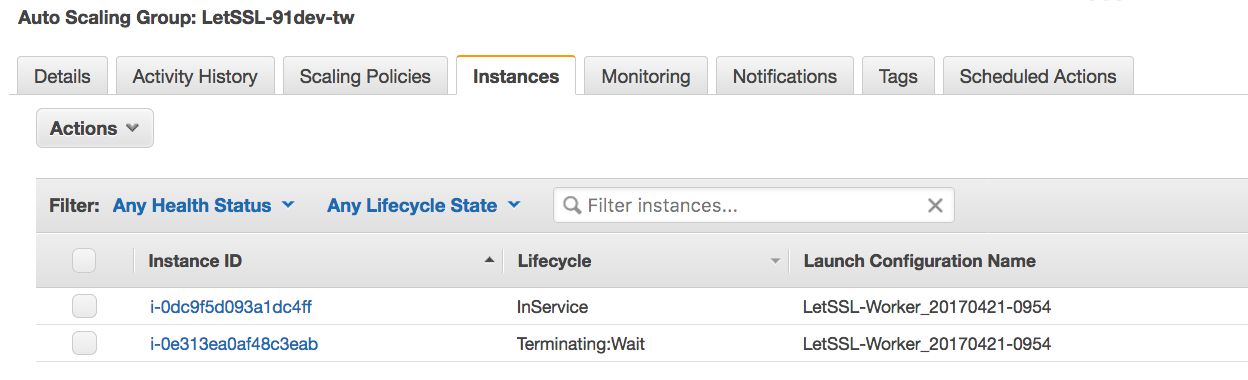 Auto Scaling Group: LetSSL-91dev-tw
Details Activity History Scaling Policies Instances Monitoring Notifications Tags Scheduled Actions
Actions
Filter: Any Health Status Any Lifecycle State Filter instances...
Instance ID Lifecycle Launch Configuration Name
i-0dc9f5d093a1dc4ff InService LetSSL-Worker_20170421-0954
i-0e313ea0af48c3eab Terminating:Wait LetSSL-Worker_20170421-0954